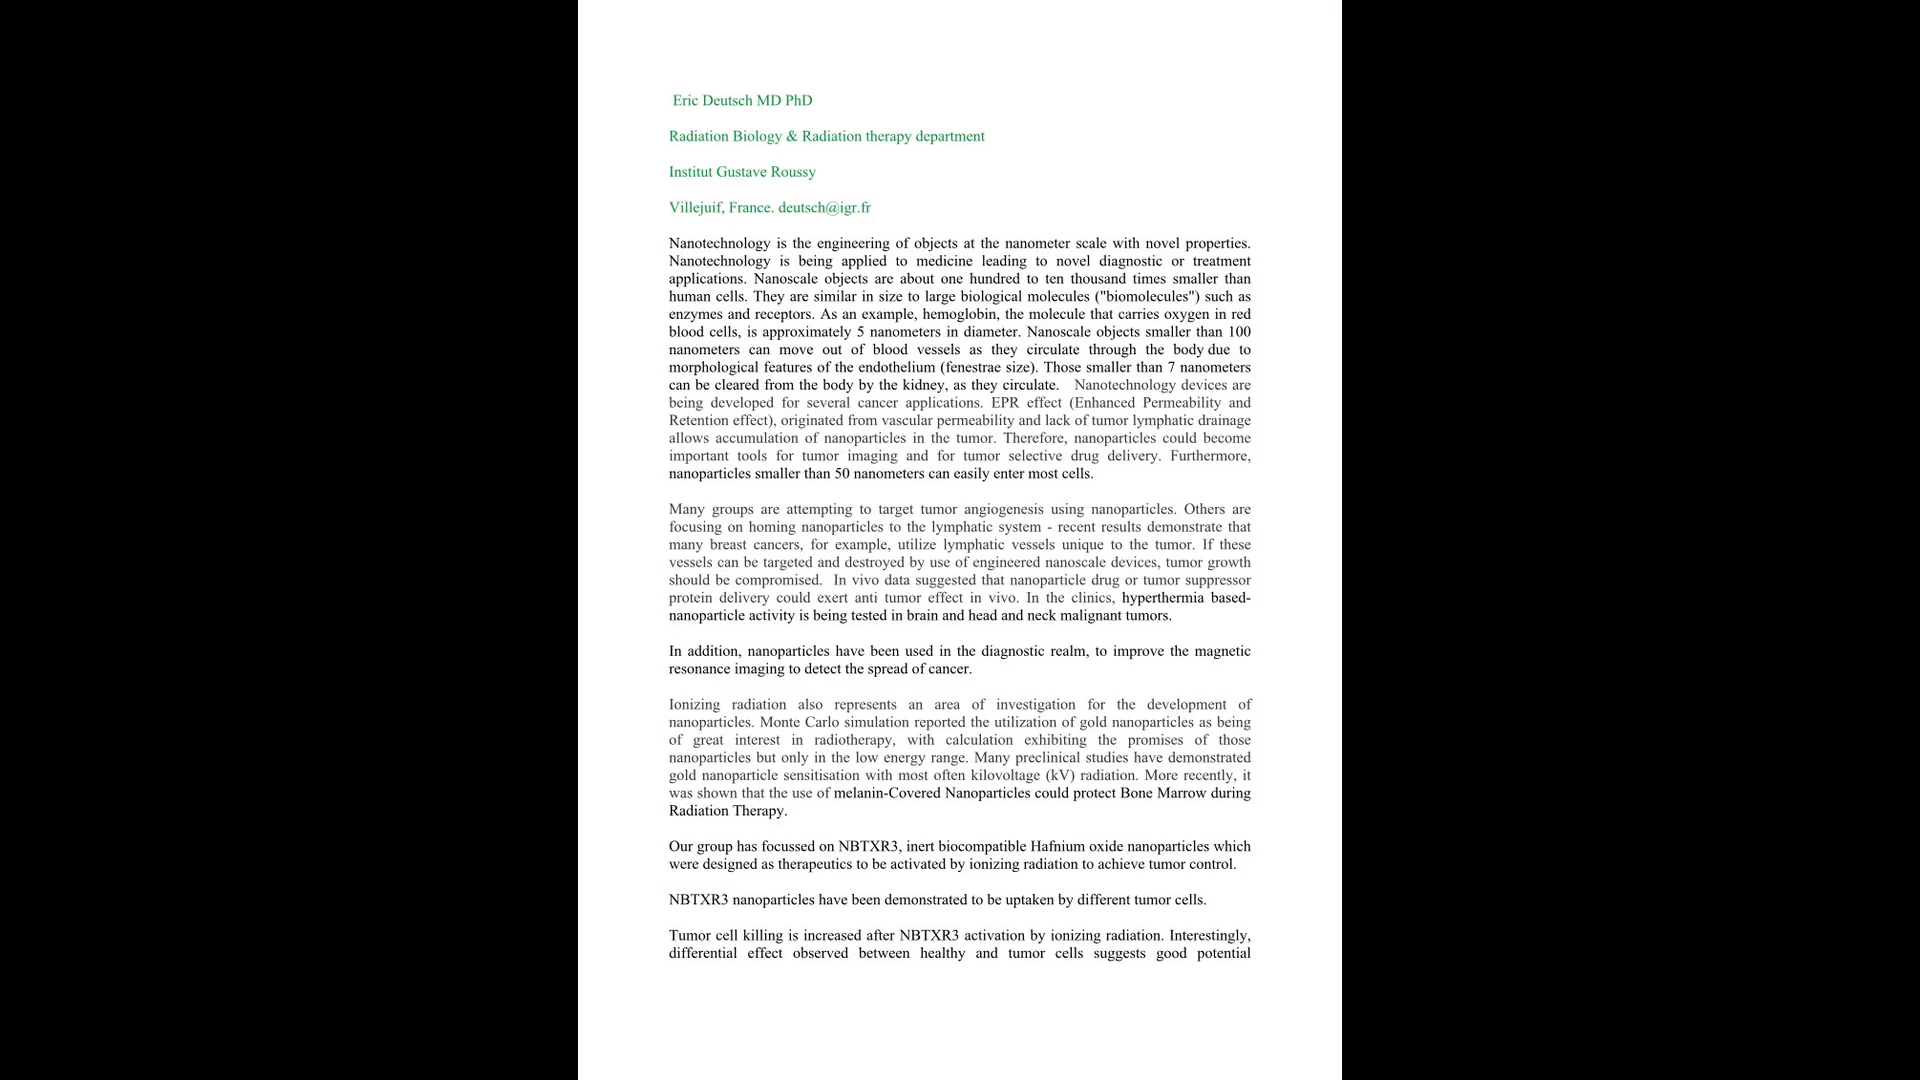 Eric Deutsch MD PhD
Radiation Biology & Radiation therapy department
Institut Gustave Roussy
Villejuif, France. deutsch@igr.fr
Nanotechnology is the engineering of objects at the nanometer scale with novel properties.
Nanotechnology is being applied to medicine leading to novel diagnostic or treatment
applications. Nanoscale objects are about one hundred to ten thousand times smaller than
human cells. They are similar in size to large biological molecules ("biomolecules") such as
enzymes and receptors. As an example, hemoglobin, the molecule that carries oxygen in red
blood cells, is approximately 5 nanometers in diameter. Nanoscale objects smaller than 100
nanometers can move out of blood vessels as they circulate through the body due to
morphological features of the endothelium (fenestrae size). Those smaller than 7 nanometers
can be cleared from the body by the kidney, as they circulate. Nanotechnology devices are
being developed for several cancer applications. EPR effect (Enhanced Permeability and
Retention effect), originated from vascular permeability and lack of tumor lymphatic drainage
allows accumulation of nanoparticles in the tumor. Therefore, nanoparticles could become
important tools for tumor imaging and for tumor selective drug delivery. Furthermore,
nanoparticles smaller than 50 nanometers can easily enter most cells.
Many groups are attempting to target tumor angiogenesis using nanoparticles. Others are
focusing on homing nanoparticles to the lymphatic system - recent results demonstrate that
many breast cancers, for example, utilize lymphatic vessels unique to the tumor. If these
vessels can be targeted and destroyed by use of engineered nanoscale devices, tumor growth
should be compromised. In vivo data suggested that nanoparticle drug or tumor suppressor
protein delivery could exert anti tumor effect in vivo. In the clinics, hyperthermia based-
nanoparticle activity is being tested in brain and head and neck malignant tumors.
In addition, nanoparticles have been used in the diagnostic realm, to improve the magnetic
resonance imaging to detect the spread of cancer.
Ionizing radiation also represents an area of investigation for the development of
nanoparticles. Monte Carlo simulation reported the utilization of gold nanoparticles as being
of great interest in radiotherapy, with calculation exhibiting the promises of those
nanoparticles but only in the low energy range. Many preclinical studies have demonstrated
gold nanoparticle sensitisation with most often kilovoltage (kV) radiation. More recently, it
was shown that the use of melanin-Covered Nanoparticles could protect Bone Marrow during
Radiation Therapy.
Our group has focussed on NBTXR3, inert biocompatible Hafnium oxide nanoparticles which
were designed as therapeutics to be activated by ionizing radiation to achieve tumor control.
NBTXR3 nanoparticles have been demonstrated to be uptaken by different tumor cells.
Tumor cell killing is increased after NBTXR3 activation by ionizing radiation. Interestingly,
differential effect observed between healthy and tumor cells suggests good potential